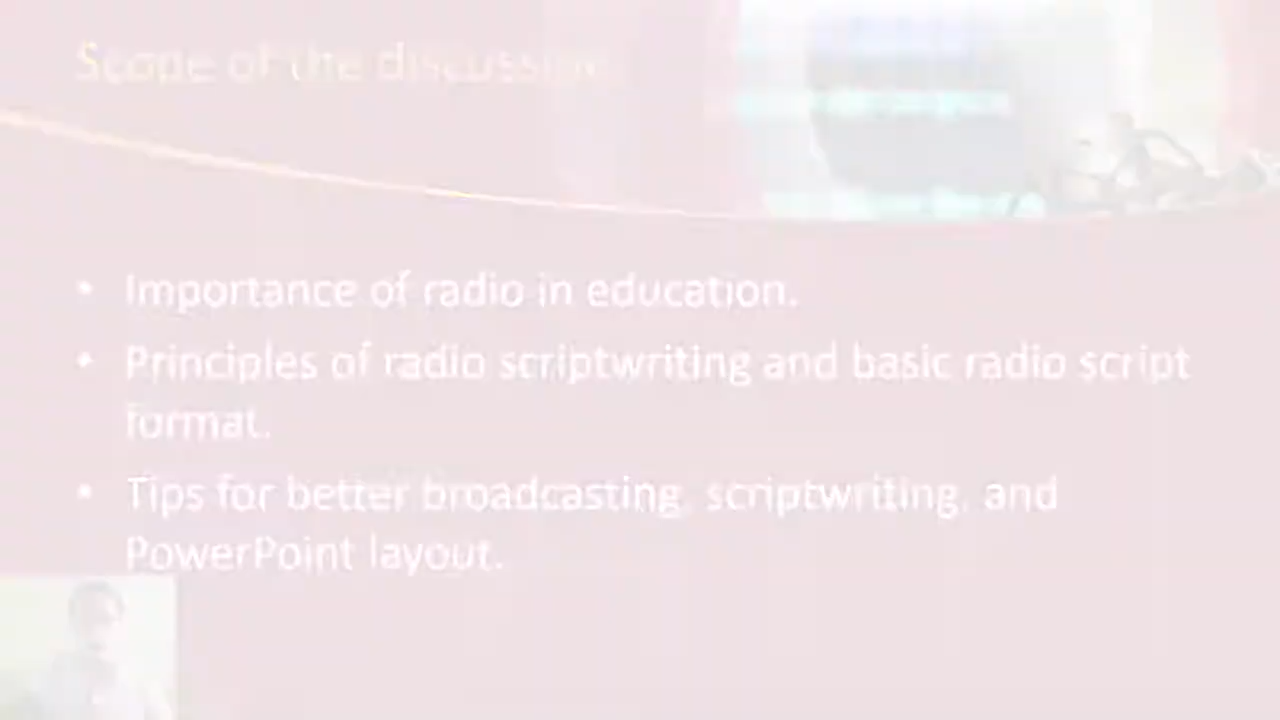 Scope of the discussion
• Importance of radio in education.
• Principles of radio scriptwriting and basic radio script
format.
• Tips for better broadcasting, scriptwriting, and
PowerPoint layout.